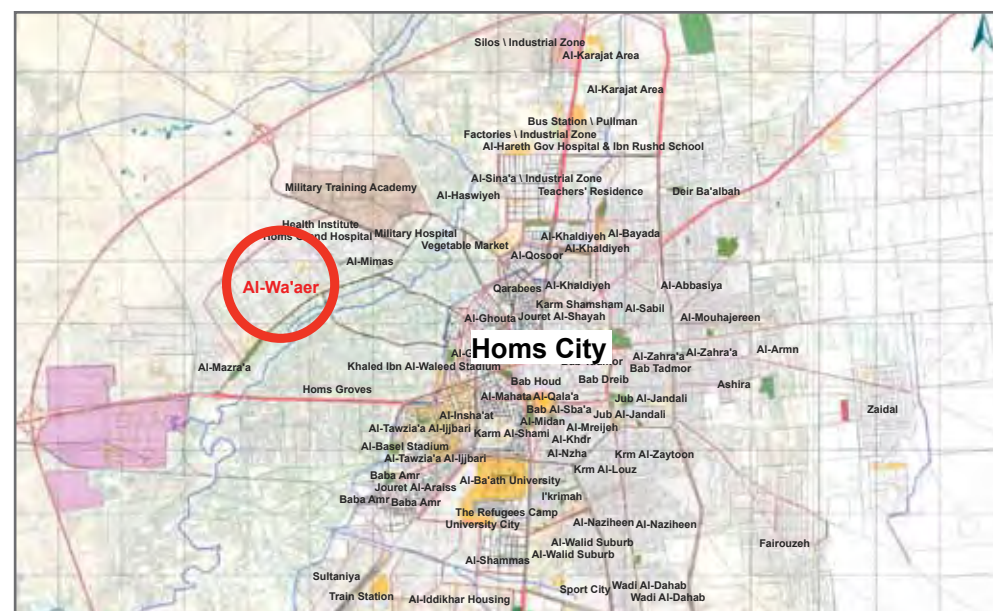 Silos \ Industrial Zone
Al-Karajat Area
Al-Karajat Area
Bus Station \ Pullman
Factories \ Industrial Zone
Al-Hareth Gov Hospital & Ibn Rushd School
Al-Sina'a \ Industrial Zone
Military Training Academy
Teachers' Residence
Deir Ba'albah
Al-Haswiyeh
Health Institute
Homs Grand Hospital
Military Hospital
Al-Khaldiyeh
Al-Bayada
Vegetable Market
Al-Khaldiyeh
Al-Qosoor
Al-Mimas
Al-Wa'aer
Qarabees
Al-Khaldiyeh
Al-Abbasiya
Karm Shamsham
Al-Sabil
Al-Ghouta
Jouret Al-Shayah
Al-Mouhajereen
Homs City
Al-Zahra'a
Al-Zahra'a
Al-Armn
Al-Mazra'a
Khaled Ibn Al-Waleed Stadium
Bab Tadmor
Bab Houd
Bab Dreib
Ashira
Homs Groves
Al-Mahata
Al-Qala'a
Jub Al-Jandali
Zaidal
Al-Insha'at
Bab Al-Sba'a
Jub Al-Jandali
Al-Tawzia'a Al-Ijjbari
Al-Midan
Karm Al-Shami
Al-Mreijeh
Al-Khdr
Al-Basel Stadium
Al-Nzha
Krm Al-Zaytoon
Al-Tawzia'a Al-Ijjbari
Krm Al-Louz
Baba Amr
Al-Ba'ath University
Jouret Al-Araiss
Baba Amr
Baba Amr
I'krimah
The Refugees Camp
University City
Al-Naziheen
Al-Naziheen
Al-Walid Suburb
Fairouzeh
Al-Shammas
Al-Walid Suburb
Sultaniya
Train Station
Al-Iddikhar Housing
Sport City
Wadi Al-Dahab
Wadi Al-Dahab